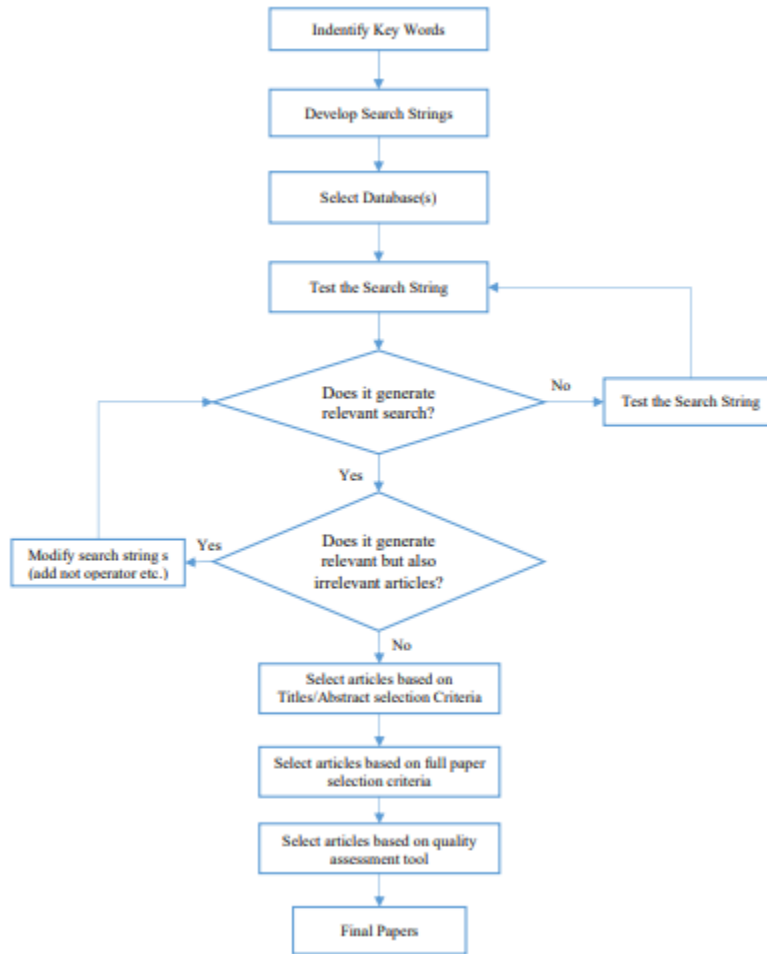 Indentify Key Words
Develop Search Strings
Select Database(s)
Test the Search String
Does it generate
relevant search?
No
Test the Search String
Yes
Does it generate
relevant but also
irrelevant articles?
Yes
Modify search string s
(add not operator etc.)
No
Select articles based on
Titles/Abstract selection Criteria
Select articles based on full paper
selection criteria
Select articles based on quality
assessment tool
Final Papers